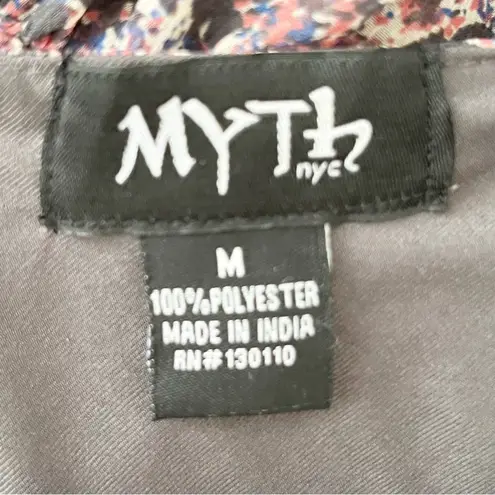 MYTh
nyc
M
100%POLYESTER
MADE IN INDIA
RN#130110